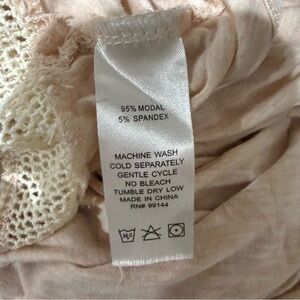 95% MODAL
5% SPANDEX
MACHINE WASH
COLD SEPARATELY
GENTLE CYCLE
NO BLEACH
TUMBLE DRY LOW
MADE IN CHINA
RN# 99144